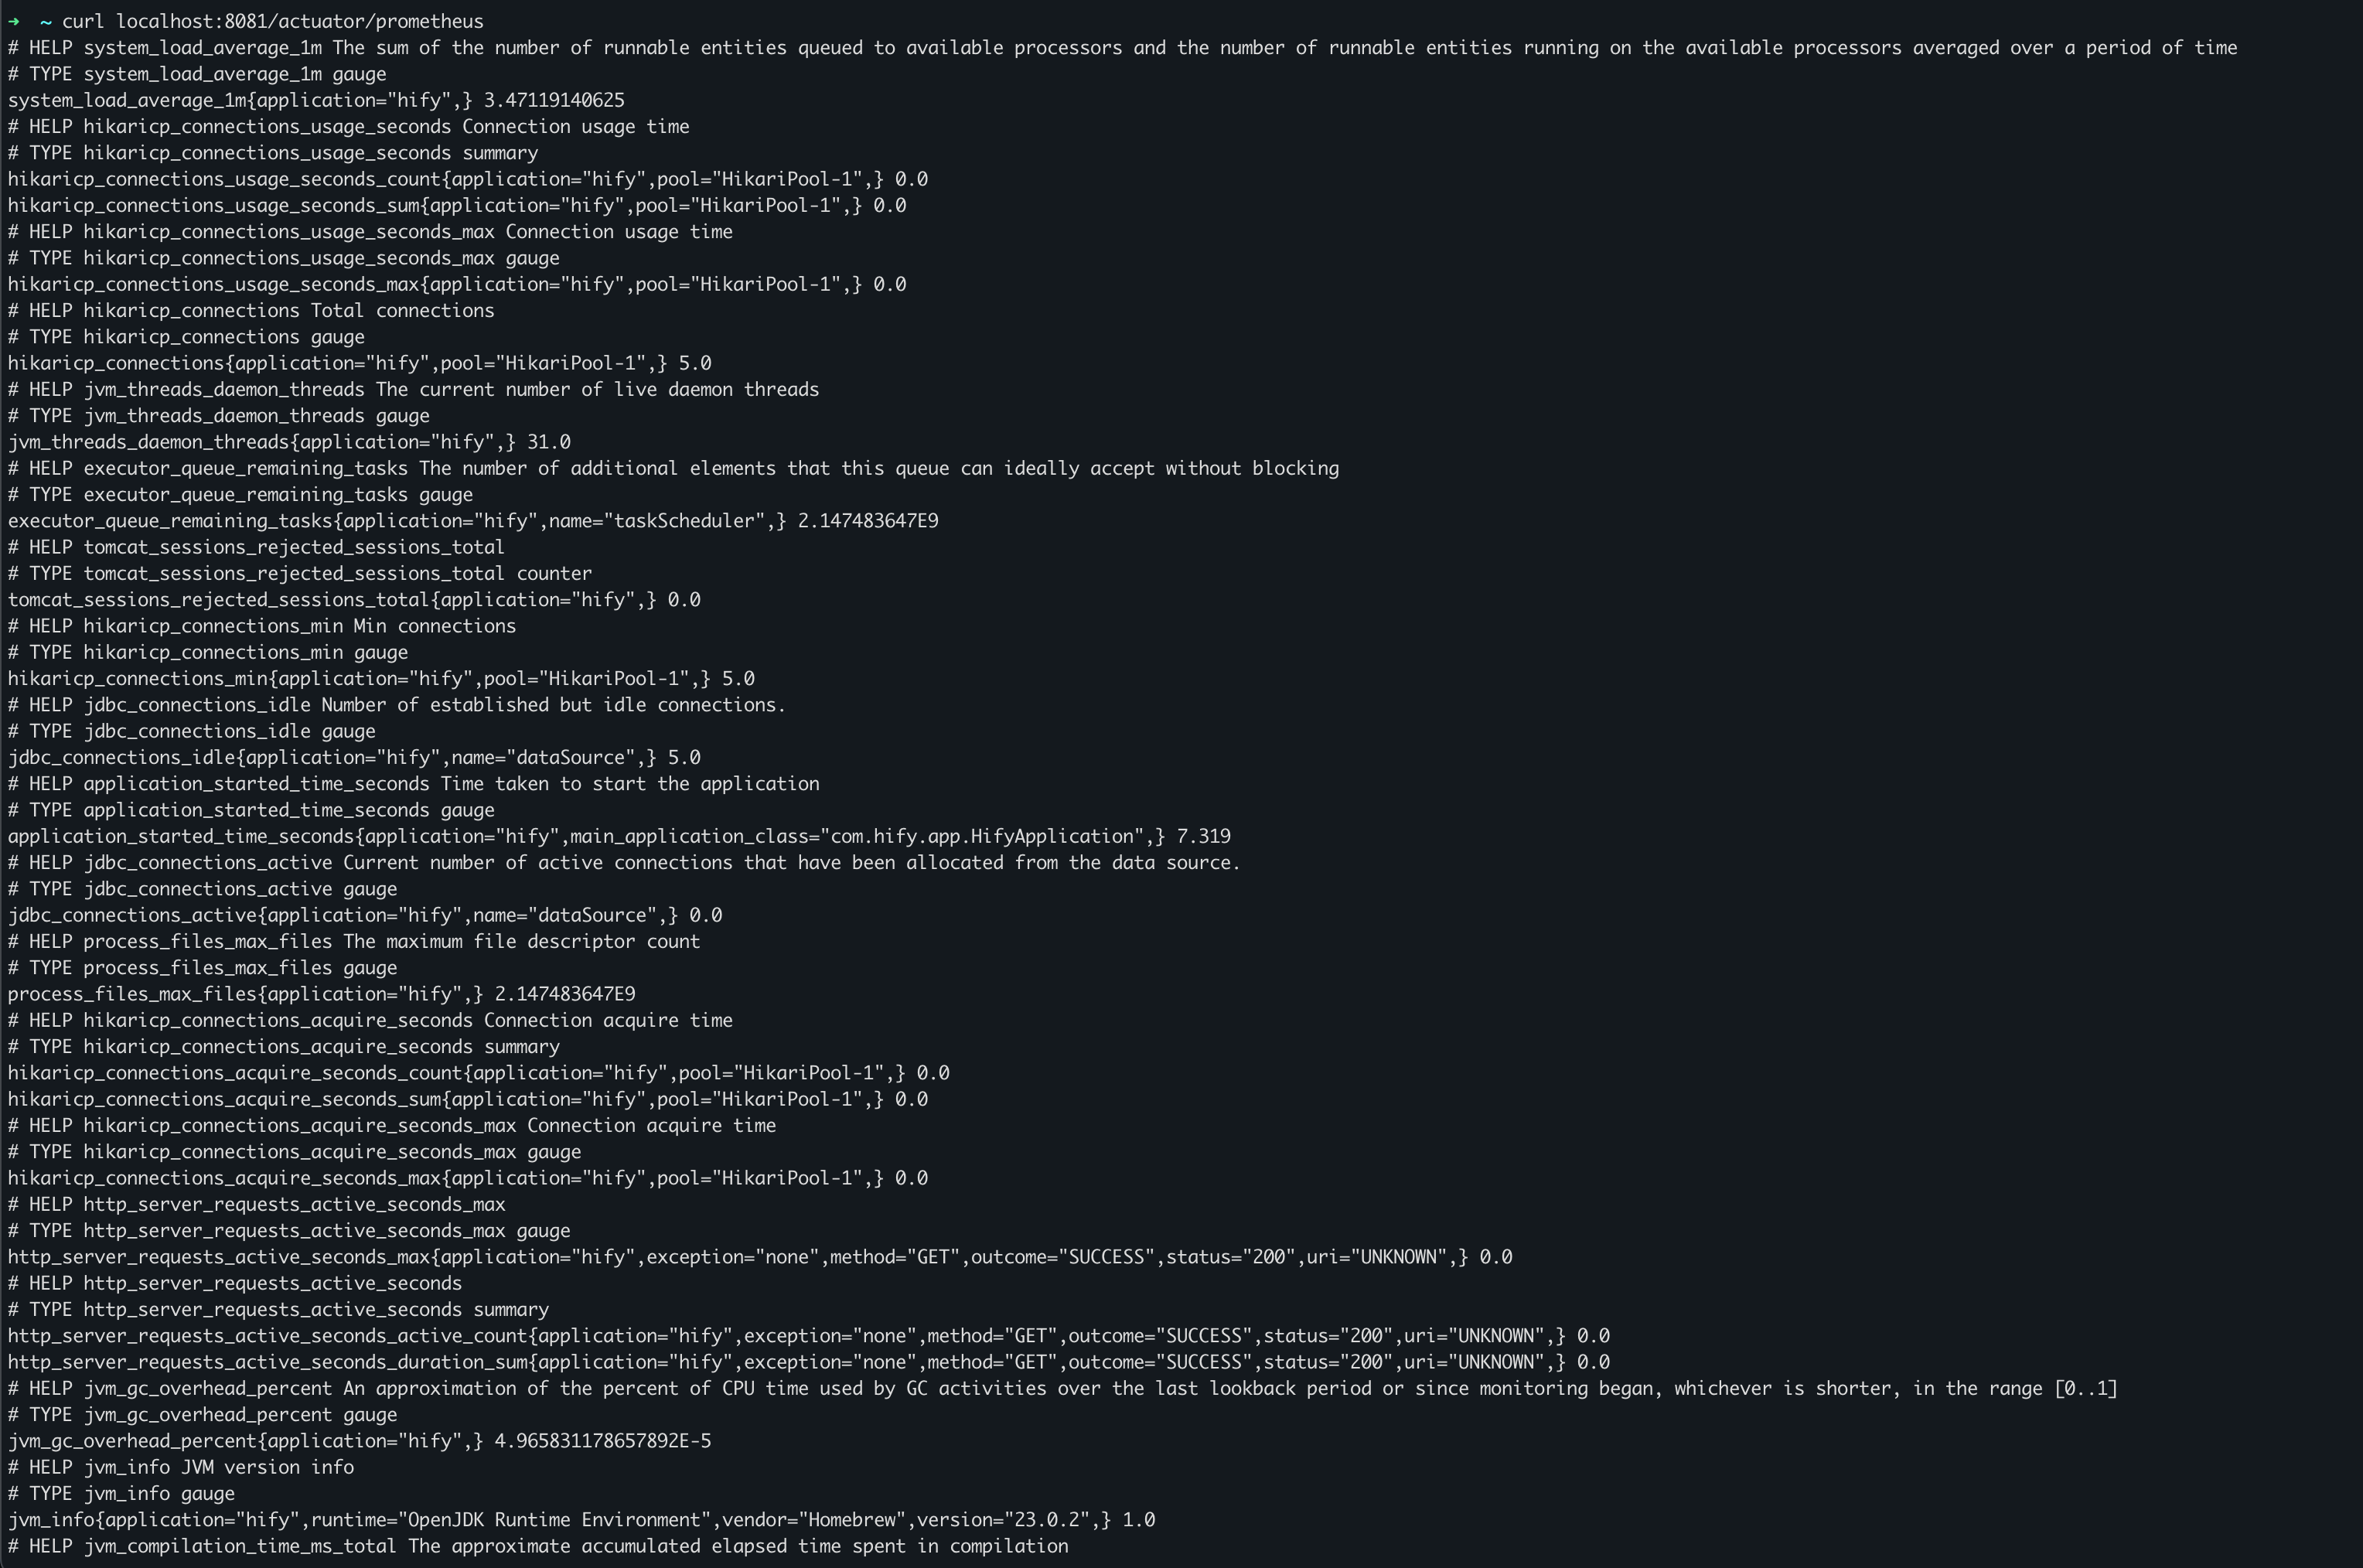 ➜  ~ curl localhost:8081/actuator/prometheus
# HELP system_load_average_1m The sum of the number of runnable entities queued to available processors and the number of runnable entities running on the available processors averaged over a period of time
# TYPE system_load_average_1m gauge
system_load_average_1m{application="hify",} 3.47119140625
# HELP hikaricp_connections_usage_seconds Connection usage time
# TYPE hikaricp_connections_usage_seconds summary
hikaricp_connections_usage_seconds_count{application="hify",pool="HikariPool-1",} 0.0
hikaricp_connections_usage_seconds_sum{application="hify",pool="HikariPool-1",} 0.0
# HELP hikaricp_connections_usage_seconds_max Connection usage time
# TYPE hikaricp_connections_usage_seconds_max gauge
hikaricp_connections_usage_seconds_max{application="hify",pool="HikariPool-1",} 0.0
# HELP hikaricp_connections Total connections
# TYPE hikaricp_connections gauge
hikaricp_connections{application="hify",pool="HikariPool-1",} 5.0
# HELP jvm_threads_daemon_threads The current number of live daemon threads
# TYPE jvm_threads_daemon_threads gauge
jvm_threads_daemon_threads{application="hify",} 31.0
# HELP executor_queue_remaining_tasks The number of additional elements that this queue can ideally accept without blocking
# TYPE executor_queue_remaining_tasks gauge
executor_queue_remaining_tasks{application="hify",name="taskScheduler",} 2.147483647E9
# HELP tomcat_sessions_rejected_sessions_total
# TYPE tomcat_sessions_rejected_sessions_total counter
tomcat_sessions_rejected_sessions_total{application="hify",} 0.0
# HELP hikaricp_connections_min Min connections
# TYPE hikaricp_connections_min gauge
hikaricp_connections_min{application="hify",pool="HikariPool-1",} 5.0
# HELP jdbc_connections_idle Number of established but idle connections.
# TYPE jdbc_connections_idle gauge
jdbc_connections_idle{application="hify",name="dataSource",} 5.0
# HELP application_started_time_seconds Time taken to start the application
# TYPE application_started_time_seconds gauge
application_started_time_seconds{application="hify",main_application_class="com.hify.app.HifyApplication",} 7.319
# HELP jdbc_connections_active Current number of active connections that have been allocated from the data source.
# TYPE jdbc_connections_active gauge
jdbc_connections_active{application="hify",name="dataSource",} 0.0
# HELP process_files_max_files The maximum file descriptor count
# TYPE process_files_max_files gauge
process_files_max_files{application="hify",} 2.147483647E9
# HELP hikaricp_connections_acquire_seconds Connection acquire time
# TYPE hikaricp_connections_acquire_seconds summary
hikaricp_connections_acquire_seconds_count{application="hify",pool="HikariPool-1",} 0.0
hikaricp_connections_acquire_seconds_sum{application="hify",pool="HikariPool-1",} 0.0
# HELP hikaricp_connections_acquire_seconds_max Connection acquire time
# TYPE hikaricp_connections_acquire_seconds_max gauge
hikaricp_connections_acquire_seconds_max{application="hify",pool="HikariPool-1",} 0.0
# HELP http_server_requests_active_seconds_max
# TYPE http_server_requests_active_seconds_max gauge
http_server_requests_active_seconds_max{application="hify",exception="none",method="GET",outcome="SUCCESS",status="200",uri="UNKNOWN",} 0.0
# HELP http_server_requests_active_seconds
# TYPE http_server_requests_active_seconds summary
http_server_requests_active_seconds_active_count{application="hify",exception="none",method="GET",outcome="SUCCESS",status="200",uri="UNKNOWN",} 0.0
http_server_requests_active_seconds_duration_sum{application="hify",exception="none",method="GET",outcome="SUCCESS",status="200",uri="UNKNOWN",} 0.0
# HELP jvm_gc_overhead_percent An approximation of the percent of CPU time used by GC activities over the last lookback period or since monitoring began, whichever is shorter, in the range [0..1]
# TYPE jvm_gc_overhead_percent gauge
jvm_gc_overhead_percent{application="hify",} 4.965831178657892E-5
# HELP jvm_info JVM version info
# TYPE jvm_info gauge
jvm_info{application="hify",runtime="OpenJDK Runtime Environment",vendor="Homebrew",version="23.0.2",} 1.0
# HELP jvm_compilation_time_ms_total The approximate accumulated elapsed time spent in compilation